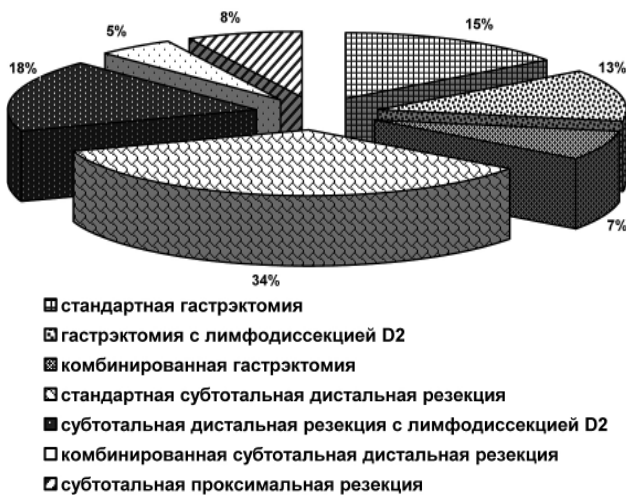 8%
15%
5%
18%
13%
7%
34%
стандартная гастрэктомия
гастрэктомия с лимфодиссекцией D2
комбинированная гастрэктомия
стандартная субтотальная дистальная резекция
субтотальная дистальная резекция с лимфодиссекцией D2
комбинированная субтотальная дистальная резекция
субтотальная проксимальная резекция